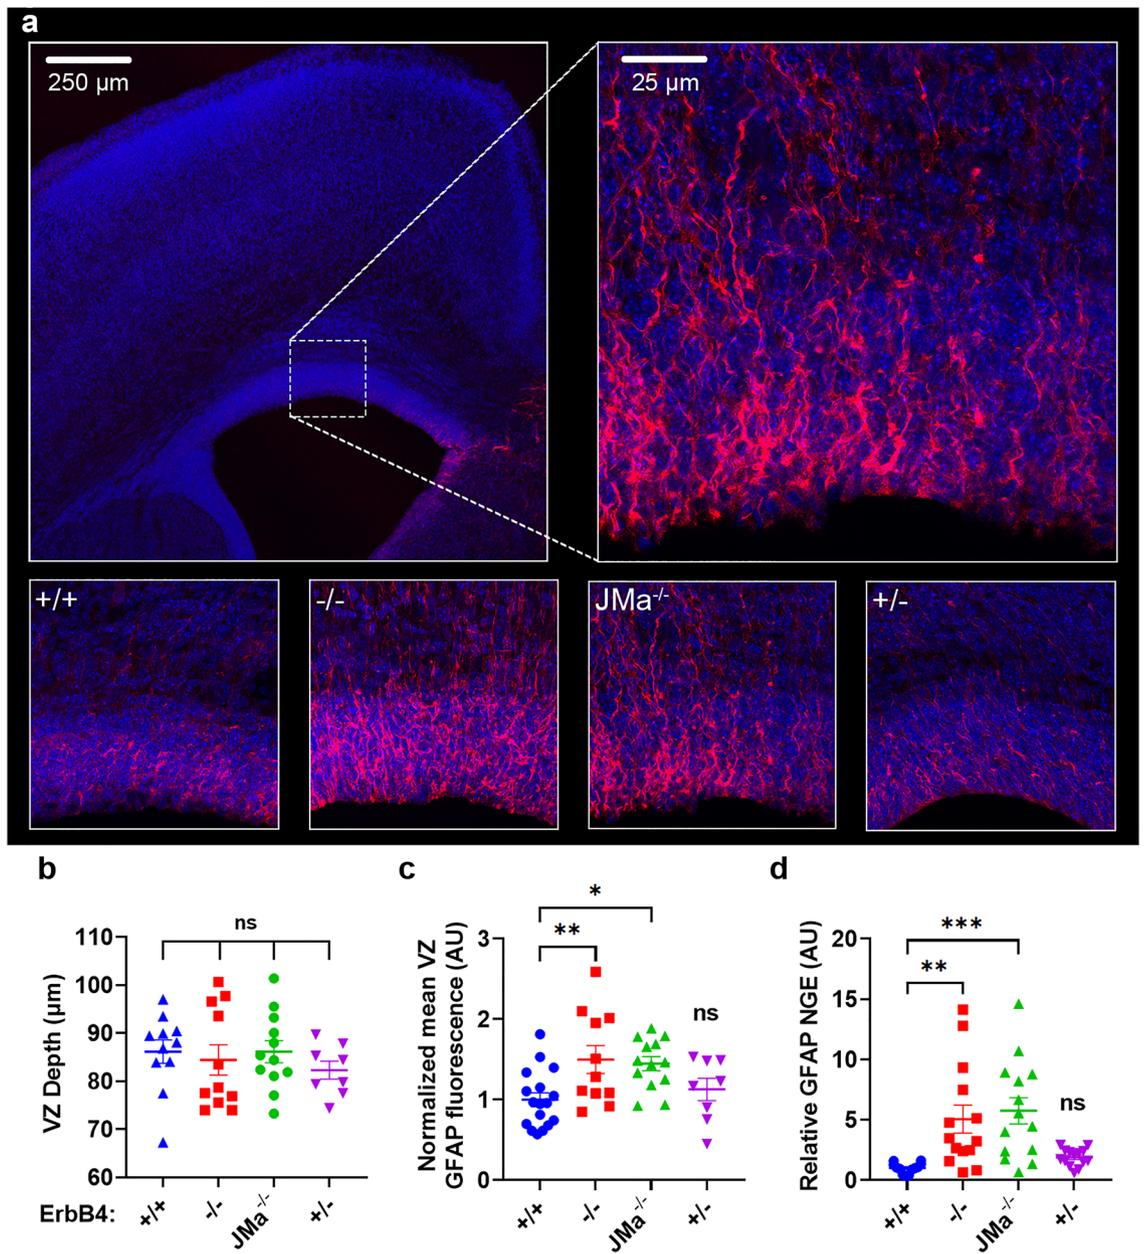 a
250 µm
25 µm
+/+
-/-
JMa-/-
+/-
b
c
d
ns
VZ Depth (µm)
110
100
90
80
70
60
ErbB4:
+/+
-/-
JMa-/-
+/-
*
**
ns
Normalized mean VZ
GFAP fluorescence (AU)
3
2
1
0
+/+
-/-
JMa-/-
+/-
***
**
ns
Relative GFAP NGE (AU)
20
15
10
5
0
+/+
-/-
JMa-/-
+/-